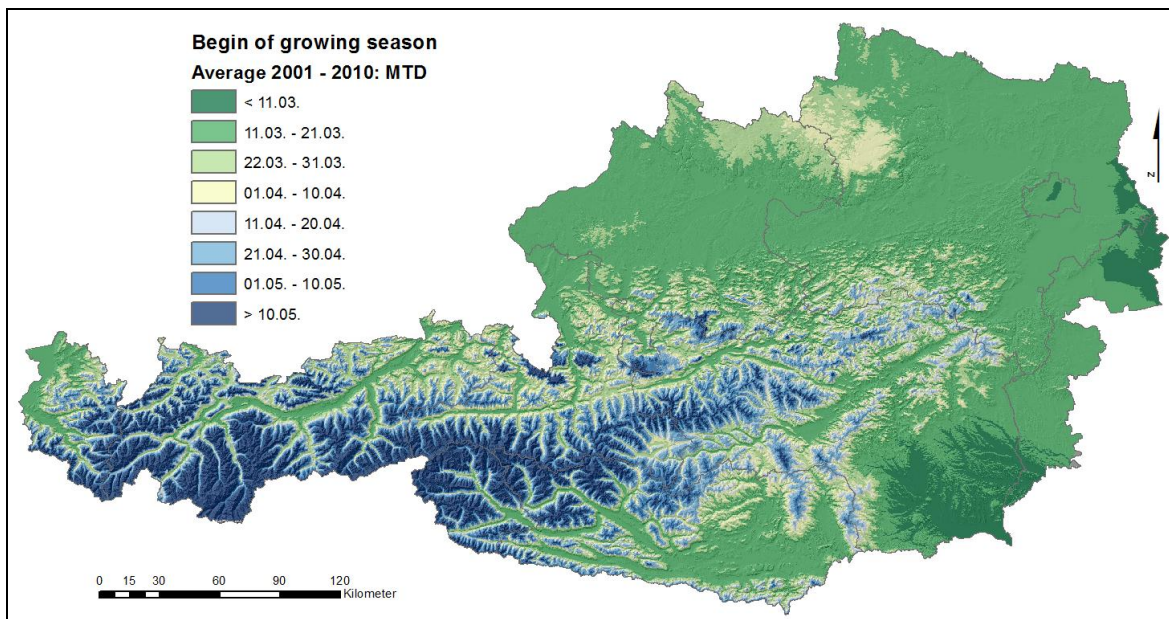 Begin of growing season
Average 2001 - 2010: MTD
< 11.03.
11.03. - 21.03.
22.03. - 31.03.
01.04. - 10.04.
11.04. - 20.04.
21.04. - 30.04.
01.05. - 10.05.
> 10.05.
N
0 15 30 60 90 120
Kilometer